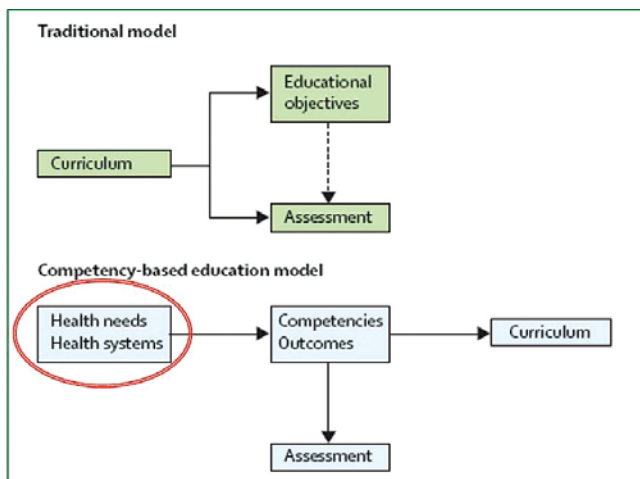 Traditional model
Educational
objectives
Curriculum
Assessment
Competency-based education model
Health needs
Health systems
Competencies
Outcomes
Curriculum
Assessment